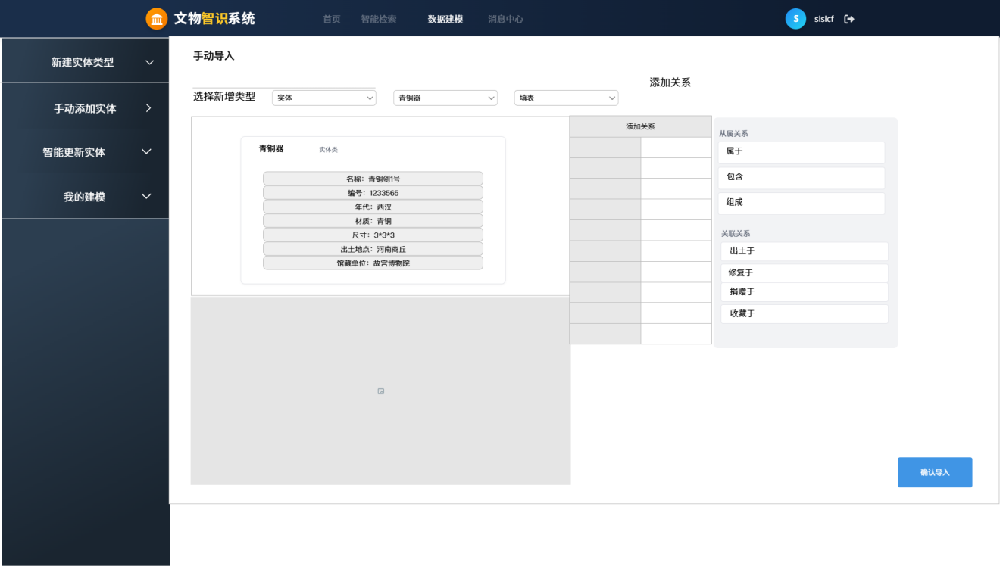 文物智识系统 首页 智能检索 数据建模 消息中心 S sisicf
新建实体类型
手动添加实体
智能更新实体
我的建模
手动导入
添加关系
选择新增类型 实体 青铜器 填表
青铜器 实体类
名称：青铜剑1号
编号：1233565
年代：西汉
材质：青铜
尺寸：3*3*3
出土地点：河南商丘
馆藏单位：故宫博物院
添加关系
从属关系
属于
包含
组成
关联关系
出土于
修复于
捐赠于
收藏于
确认导入